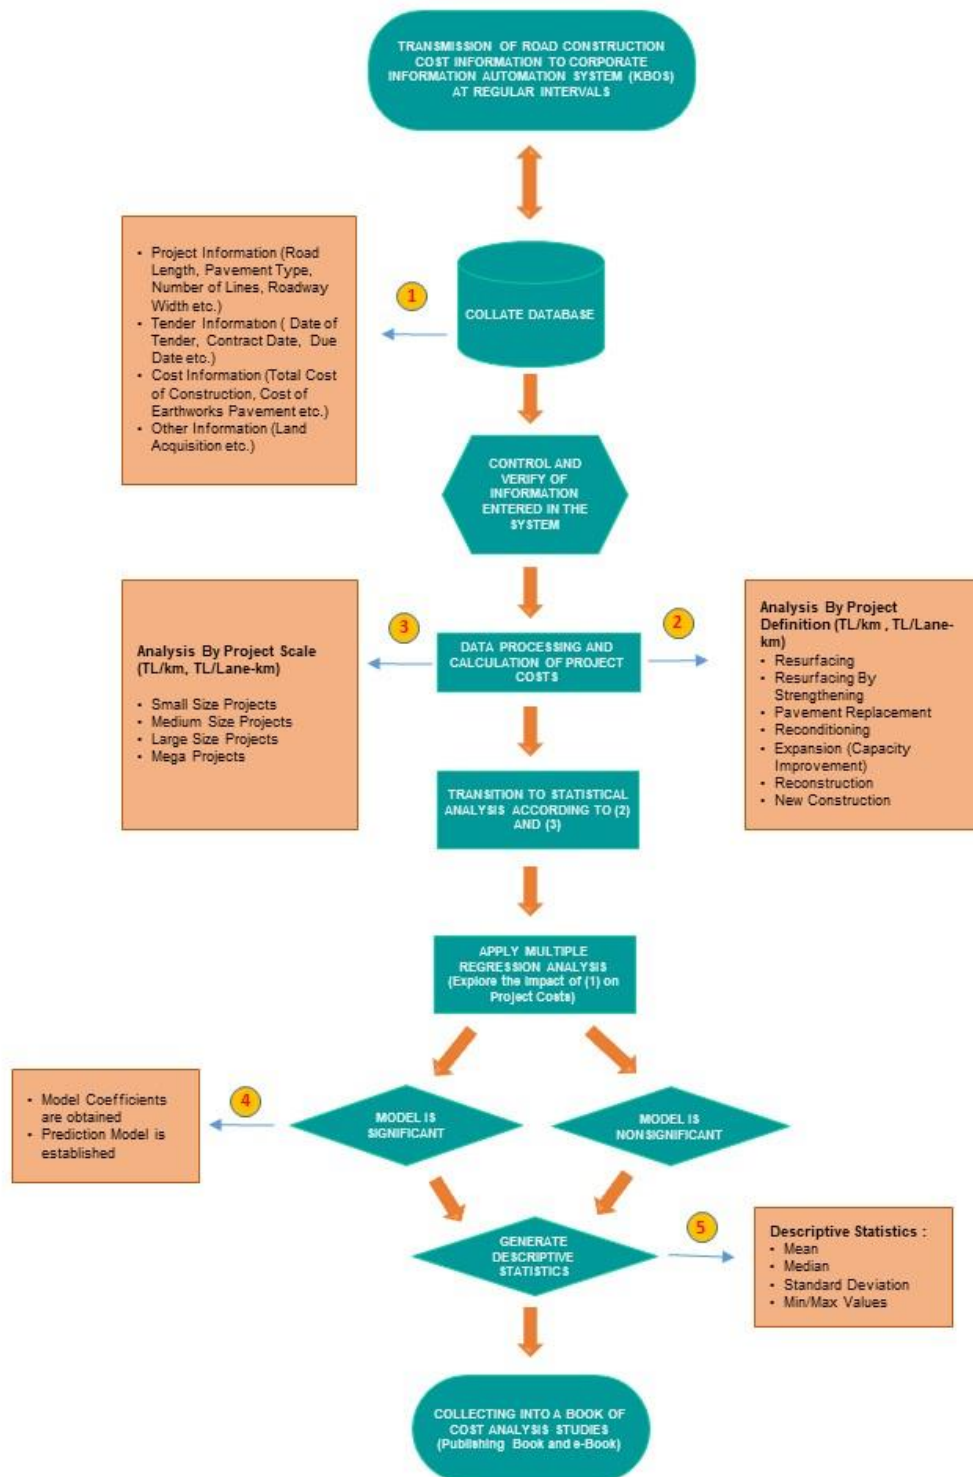 TRANSMISSION OF ROAD CONSTRUCTION
COST INFORMATION TO CORPORATE
INFORMATION AUTOMATION SYSTEM (KBOS)
AT REGULAR INTERVALS
• Project Information (Road
Length, Pavement Type,
Number of Lines, Roadway
Width etc.)
• Tender Information ( Date of
Tender, Contract Date, Due
Date etc.)
• Cost Information (Total Cost
of Construction, Cost of
Earthworks Pavement etc.)
• Other Information (Land
Acquisition etc.)
1
COLLATE DATABASE
CONTROL AND
VERIFY OF
INFORMATION
ENTERED IN THE
SYSTEM
Analysis By Project Scale
(TL/km, TL/Lane-km)
• Small Size Projects
• Medium Size Projects
• Large Size Projects
• Mega Projects
3
DATA PROCESSING AND
CALCULATION OF PROJECT
COSTS
2
Analysis By Project
Definition (TL/km , TL/Lane-
km)
• Resurfacing
• Resurfacing By
Strengthening
• Pavement Replacement
• Reconditioning
• Expansion (Capacity
Improvement)
• Reconstruction
• New Construction
TRANSITION TO STATISTICAL
ANALYSIS ACCORDING TO (2)
AND (3)
APPLY MULTIPLE
REGRESSION ANALYSIS
(Explore the Impact of (1) on
Project Costs)
• Model Coefficients
are obtained
• Prediction Model is
established
4
MODEL IS
SIGNIFICANT
MODEL IS
NONSIGNIFICANT
GENERATE
DESCRIPTIVE
STATISTICS
5
Descriptive Statistics :
• Mean
• Median
• Standard Deviation
• Min/Max Values
COLLECTING INTO A BOOK OF
COST ANALYSIS STUDIES
(Publishing Book and e-Book)